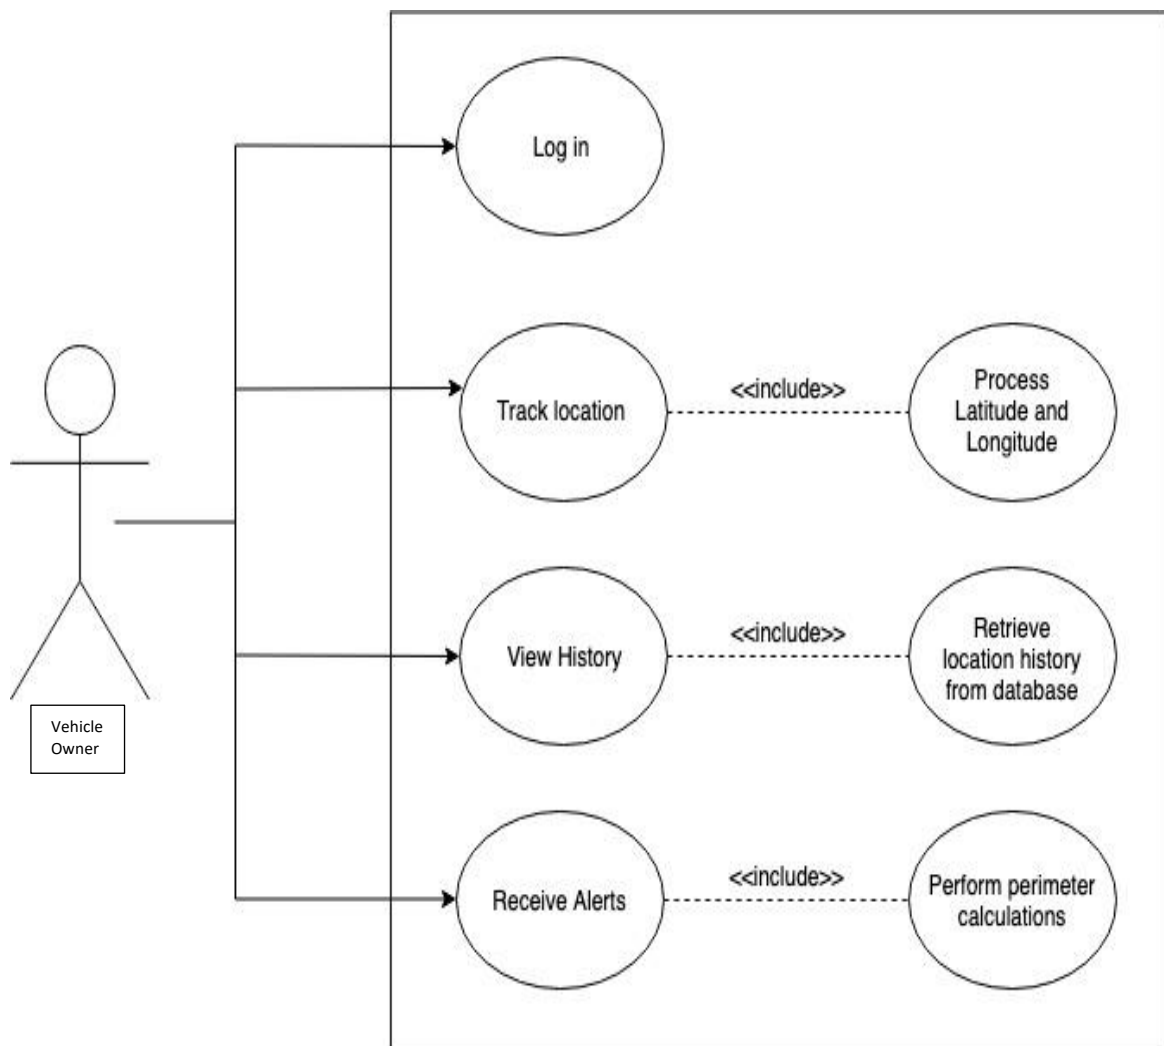 Log in
Track location
<<include>>
Process
Latitude and
Longitude
View History
<<include>>
Retrieve
location history
from database
Vehicle
Owner
Receive Alerts
<<include>>
Perform perimeter
calculations